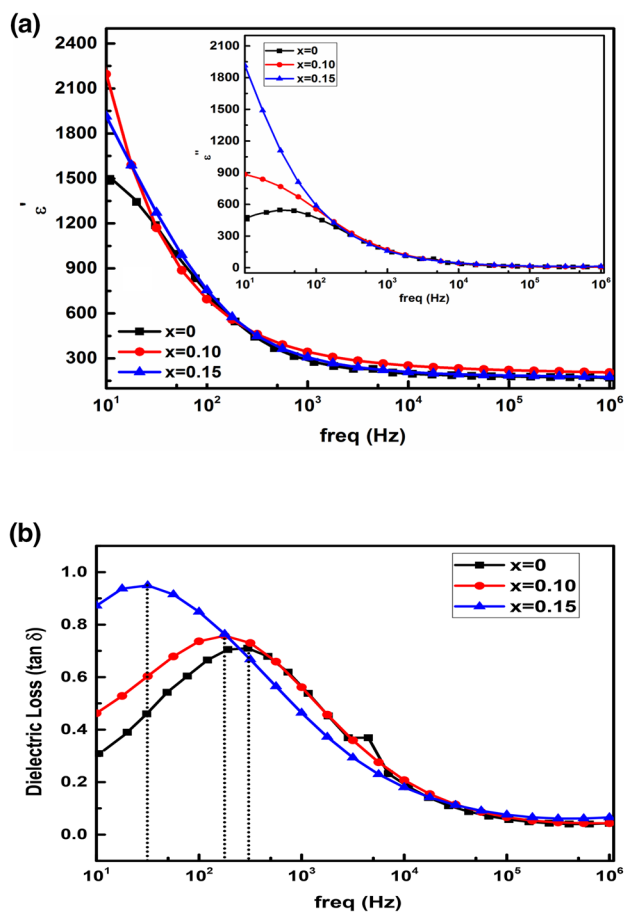 (a)
2400
2100
1800
1500
1200
900
600
300
ε'
x=0
x=0.10
x=0.15
10¹ 10² 10³ 10⁴ 10⁵ 10⁶
freq (Hz)
x=0
x=0.10
x=0.15
2100
1800
1500
1200
900
600
300
0
ε"
10¹ 10² 10³ 10⁴ 10⁵ 10⁶
freq (Hz)
(b)
1.0
0.8
0.6
0.4
0.2
0.0
Dielectric Loss (tan δ)
x=0
x=0.10
x=0.15
10¹ 10² 10³ 10⁴ 10⁵ 10⁶
freq (Hz)